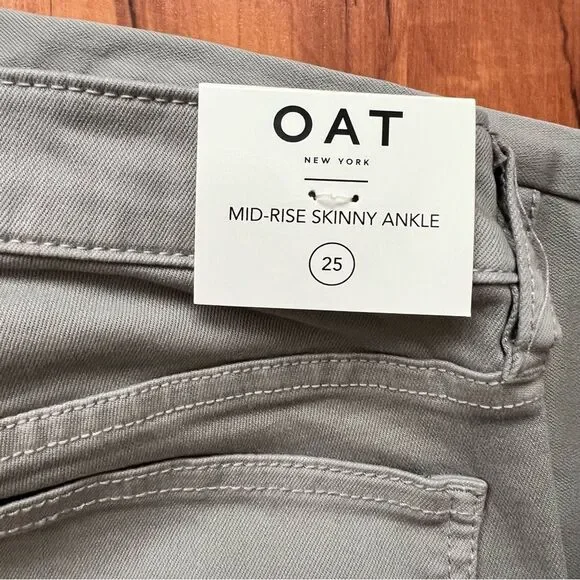 OAT
NEW YORK
MID-RISE SKINNY ANKLE
25